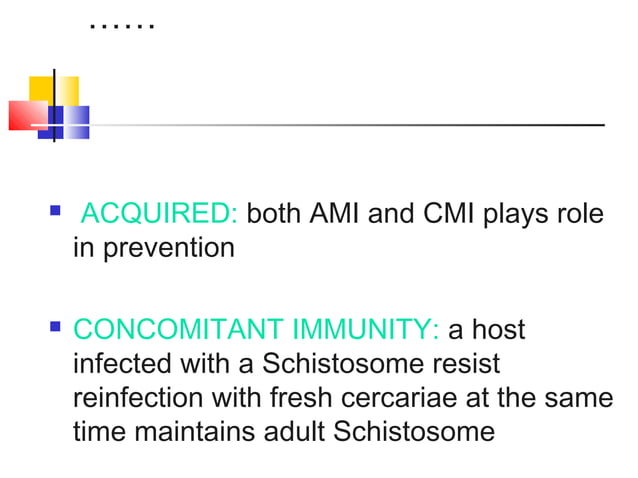 ......
ACQUIRED: both AMI and CMI plays role
in prevention
CONCOMITANT IMMUNITY: a host
infected with a Schistosome resist
reinfection with fresh cercariae at the same
time maintains adult Schistosome